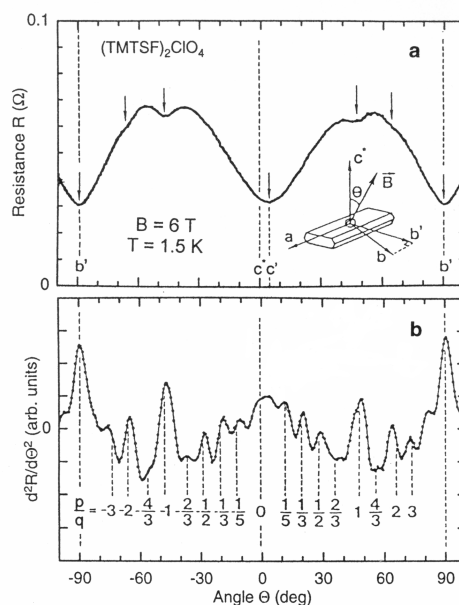 0.1
(TMTSF)₂ClO₄
a
Resistance R (Ω)
0.05
c*
Θ
B
B = 6 T
T = 1.5 K
a
b'
b
0
b'
c*
c'
b'
b
d²R/dΘ² (arb. units)
0
p/q = -3 -2 -4/3 -1 -2/3 -1/2 -1/3 -1/5 0 1/5 1/3 1/2 2/3 1 4/3 2 3
-90 -60 -30 0 30 60 90
Angle Θ (deg)